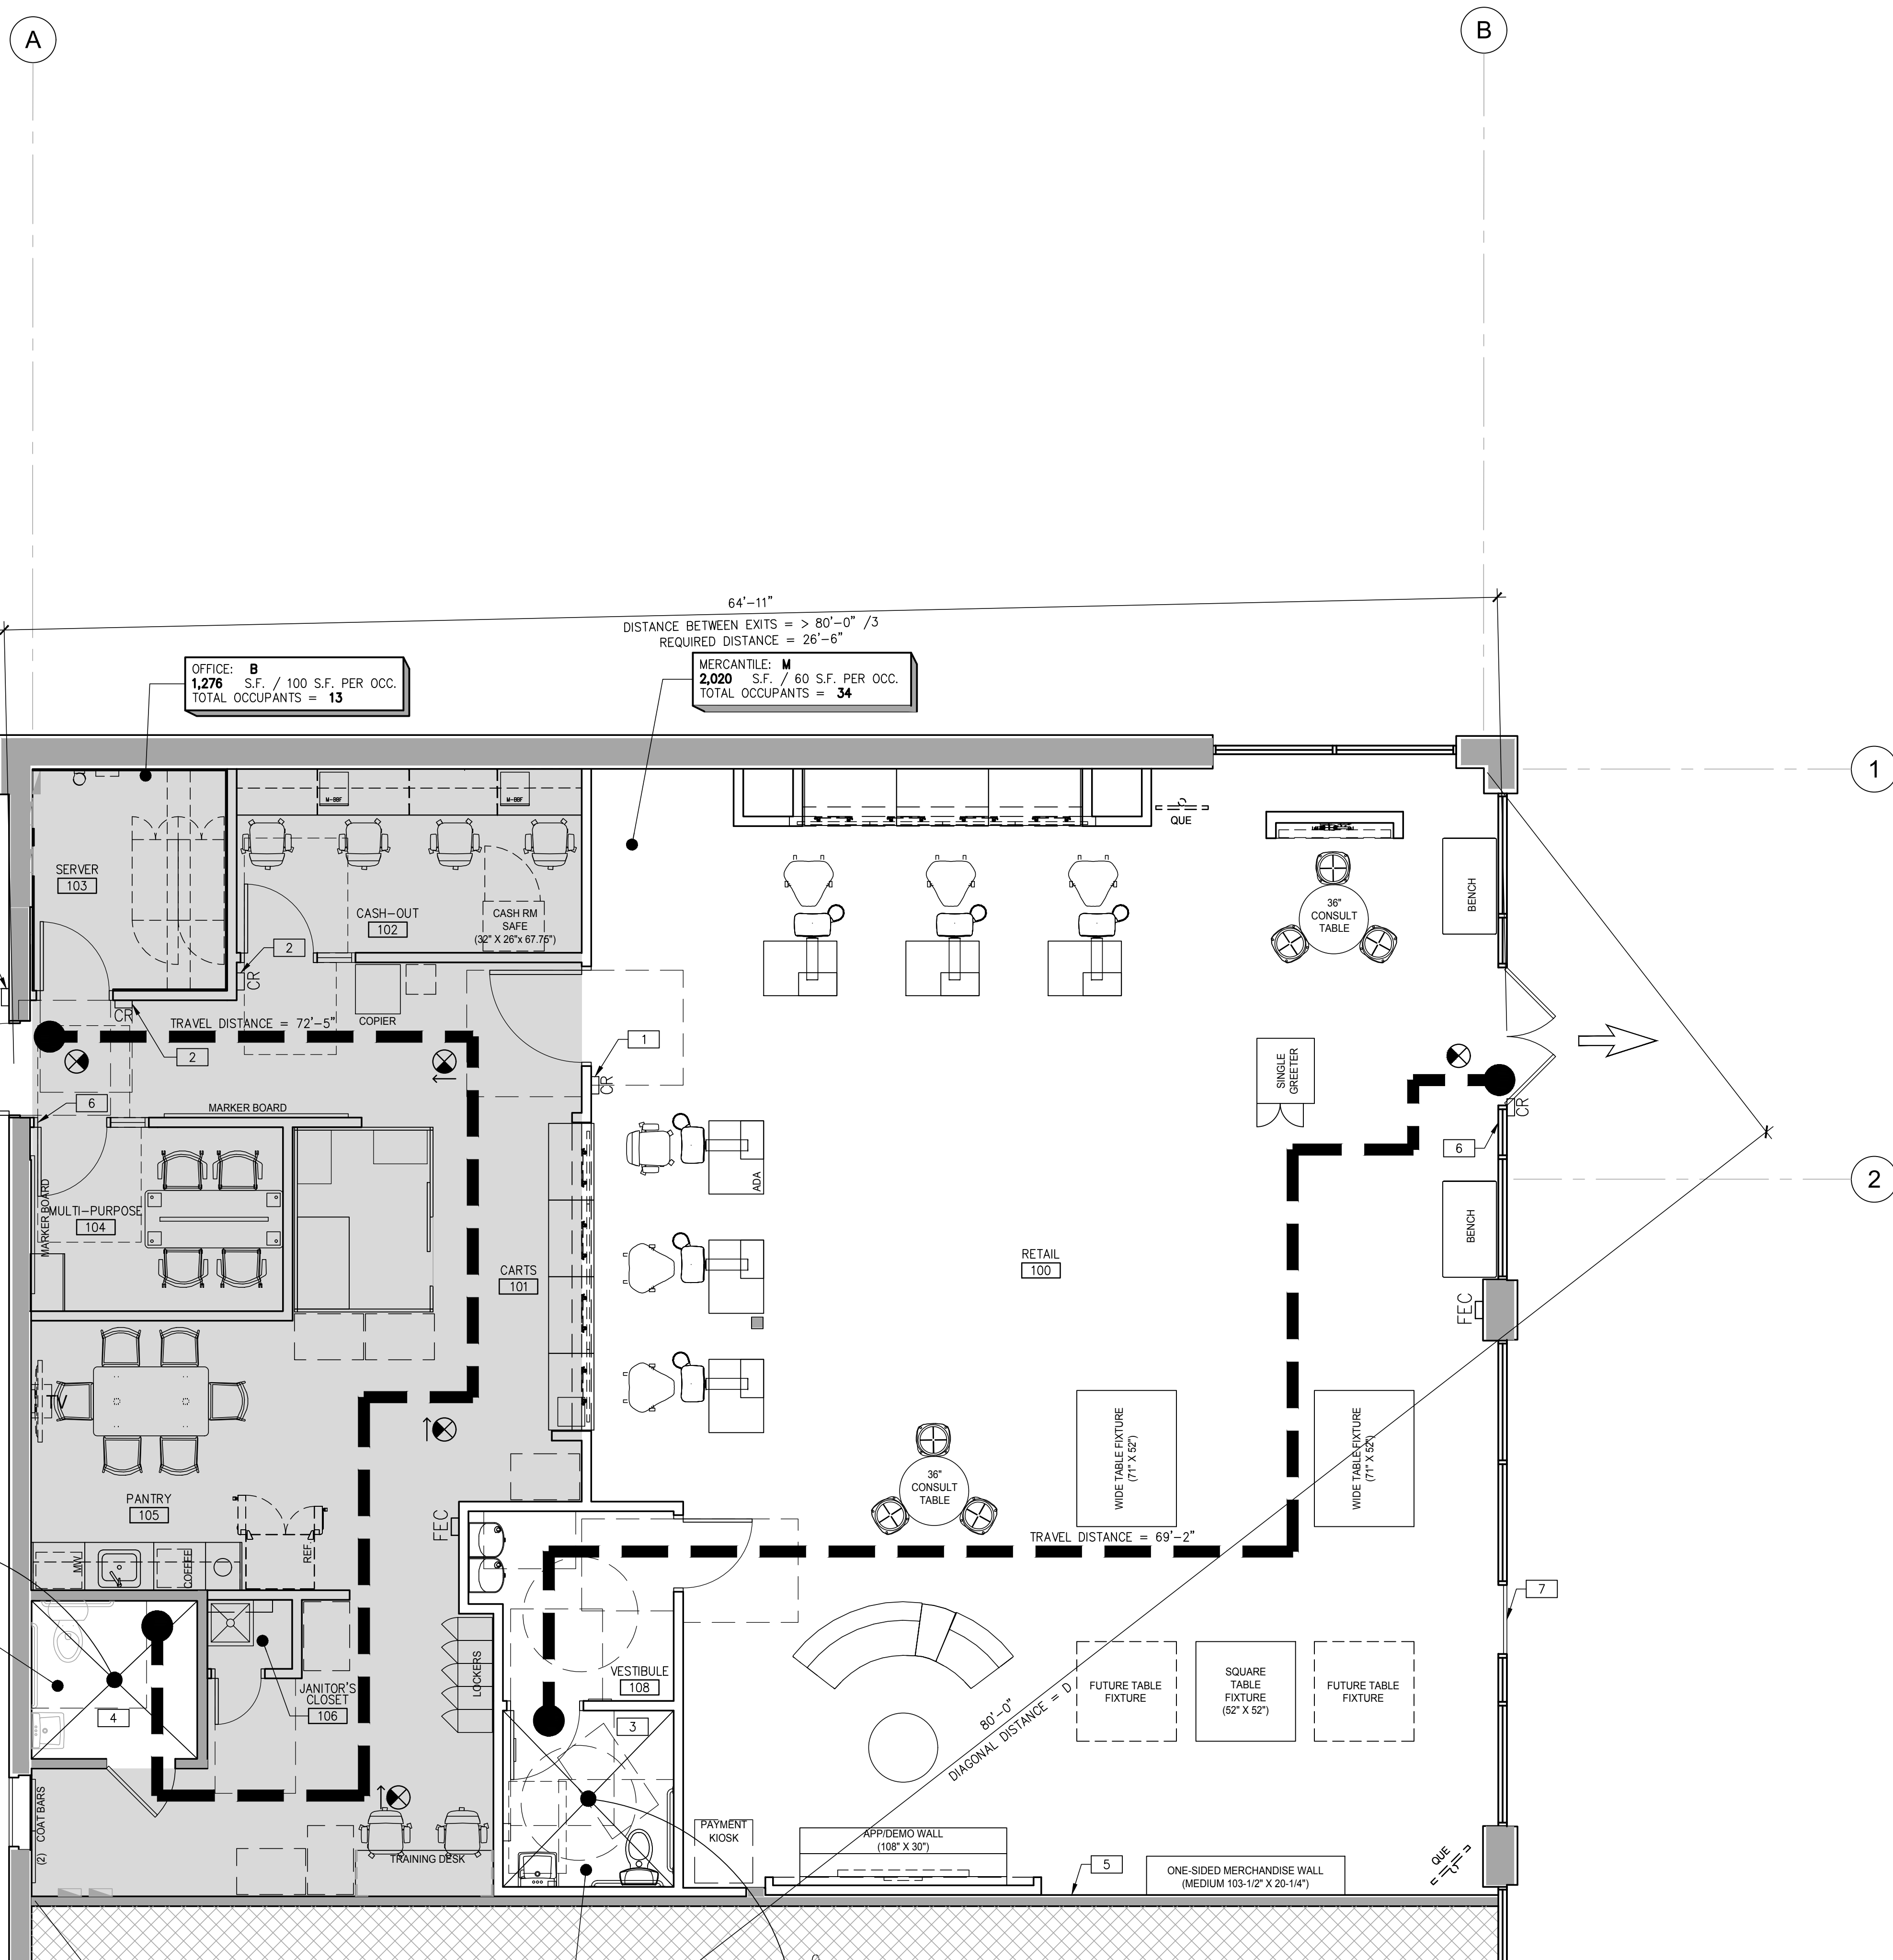 A
B
64'-11"
DISTANCE BETWEEN EXITS = > 80'-0" /3
REQUIRED DISTANCE = 26'-6"
OFFICE: B
1,276 S.F. / 100 S.F. PER OCC.
TOTAL OCCUPANTS = 13
MERCANTILE: M
2,020 S.F. / 60 S.F. PER OCC.
TOTAL OCCUPANTS = 34
1
M-BBF
M-BBF
QUE
SERVER
103
CASH-OUT
102
CASH RM
SAFE
(32" X 26"x 67.75")
36"
CONSULT
TABLE
BENCH
2
CR
CR
COPIER
TRAVEL DISTANCE = 72'-5"
2
1
CR
SINGLE
GREETER
CR
6
MARKER BOARD
6
2
MARKER BOARD
MULTI-PURPOSE
104
ADA
BENCH
RETAIL
100
CARTS
101
FEC
TV
WIDE TABLE FIXTURE
(71" X 52")
WIDE TABLE FIXTURE
(71" X 52")
36"
CONSULT
TABLE
PANTRY
105
FEC
TRAVEL DISTANCE = 69'-2"
MW
COFFEE
REF.
7
LOCKERS
VESTIBULE
108
JANITOR'S
CLOSET
106
4
3
FUTURE TABLE
FIXTURE
SQUARE
TABLE
FIXTURE
(52" X 52")
FUTURE TABLE
FIXTURE
80'-0"
DIAGONAL DISTANCE = D
(2) COAT BARS
TRAINING DESK
PAYMENT
KIOSK
APP/DEMO WALL
(108" X 30")
5
ONE-SIDED MERCHANDISE WALL
(MEDIUM 103-1/2" X 20-1/4")
QUE